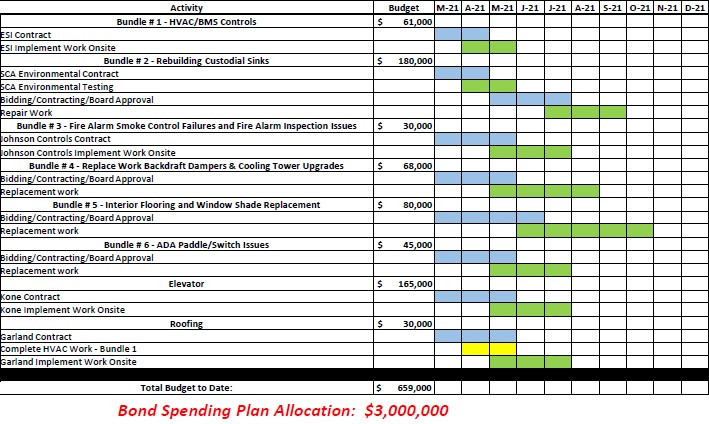 Activity Budget M-21 A-21 M-21 J-21 J-21 A-21 S-21 O-21 N-21 D-21
Bundle # 1 - HVAC/BMS Controls $ 61,000
ESI Contract
ESI Implement Work Onsite
Bundle # 2 - Rebuilding Custodial Sinks $ 180,000
SCA Environmental Contract
SCA Environmental Testing
Bidding/Contracting/Board Approval
Repair Work
Bundle # 3 - Fire Alarm Smoke Control Failures and Fire Alarm Inspection Issues $ 30,000
Johnson Controls Contract
Johnson Controls Implement Work Onsite
Bundle # 4 - Replace Work Backdraft Dampers & Cooling Tower Upgrades $ 68,000
Bidding/Contracting/Board Approval
Replacement work
Bundle # 5 - Interior Flooring and Window Shade Replacement $ 80,000
Bidding/Contracting/Board Approval
Replacement work
Bundle # 6 - ADA Paddle/Switch Issues $ 45,000
Bidding/Contracting/Board Approval
Replacement work
Elevator $ 165,000
Kone Contract
Kone Implement Work Onsite
Roofing $ 30,000
Garland Contract
Complete HVAC Work - Bundle 1
Garland Implement Work Onsite
Total Budget to Date: $ 659,000
Bond Spending Plan Allocation: $3,000,000